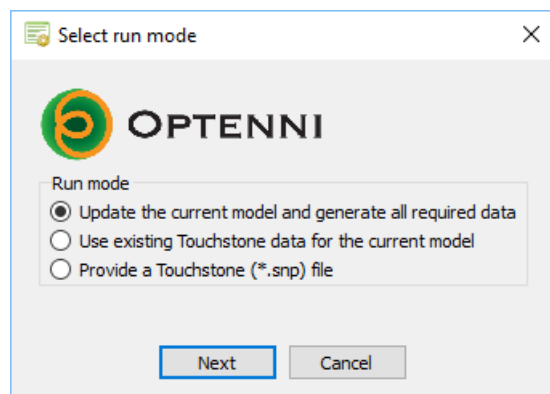 Select run mode
OPTENNI
Run mode
Update the current model and generate all required data
Use existing Touchstone data for the current model
Provide a Touchstone (*.snp) file
Next Cancel